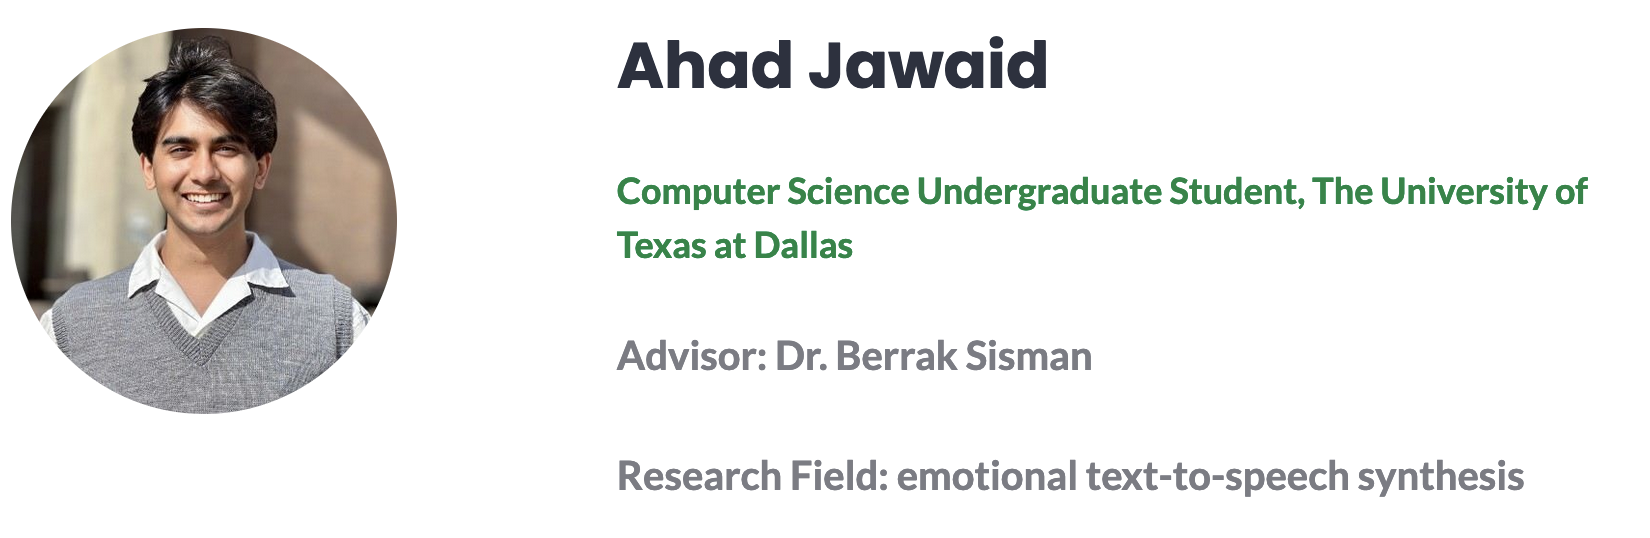 Ahad Jawaid
Computer Science Undergraduate Student, The University of
Texas at Dallas
Advisor: Dr. Berrak Sisman
Research Field: emotional text-to-speech synthesis